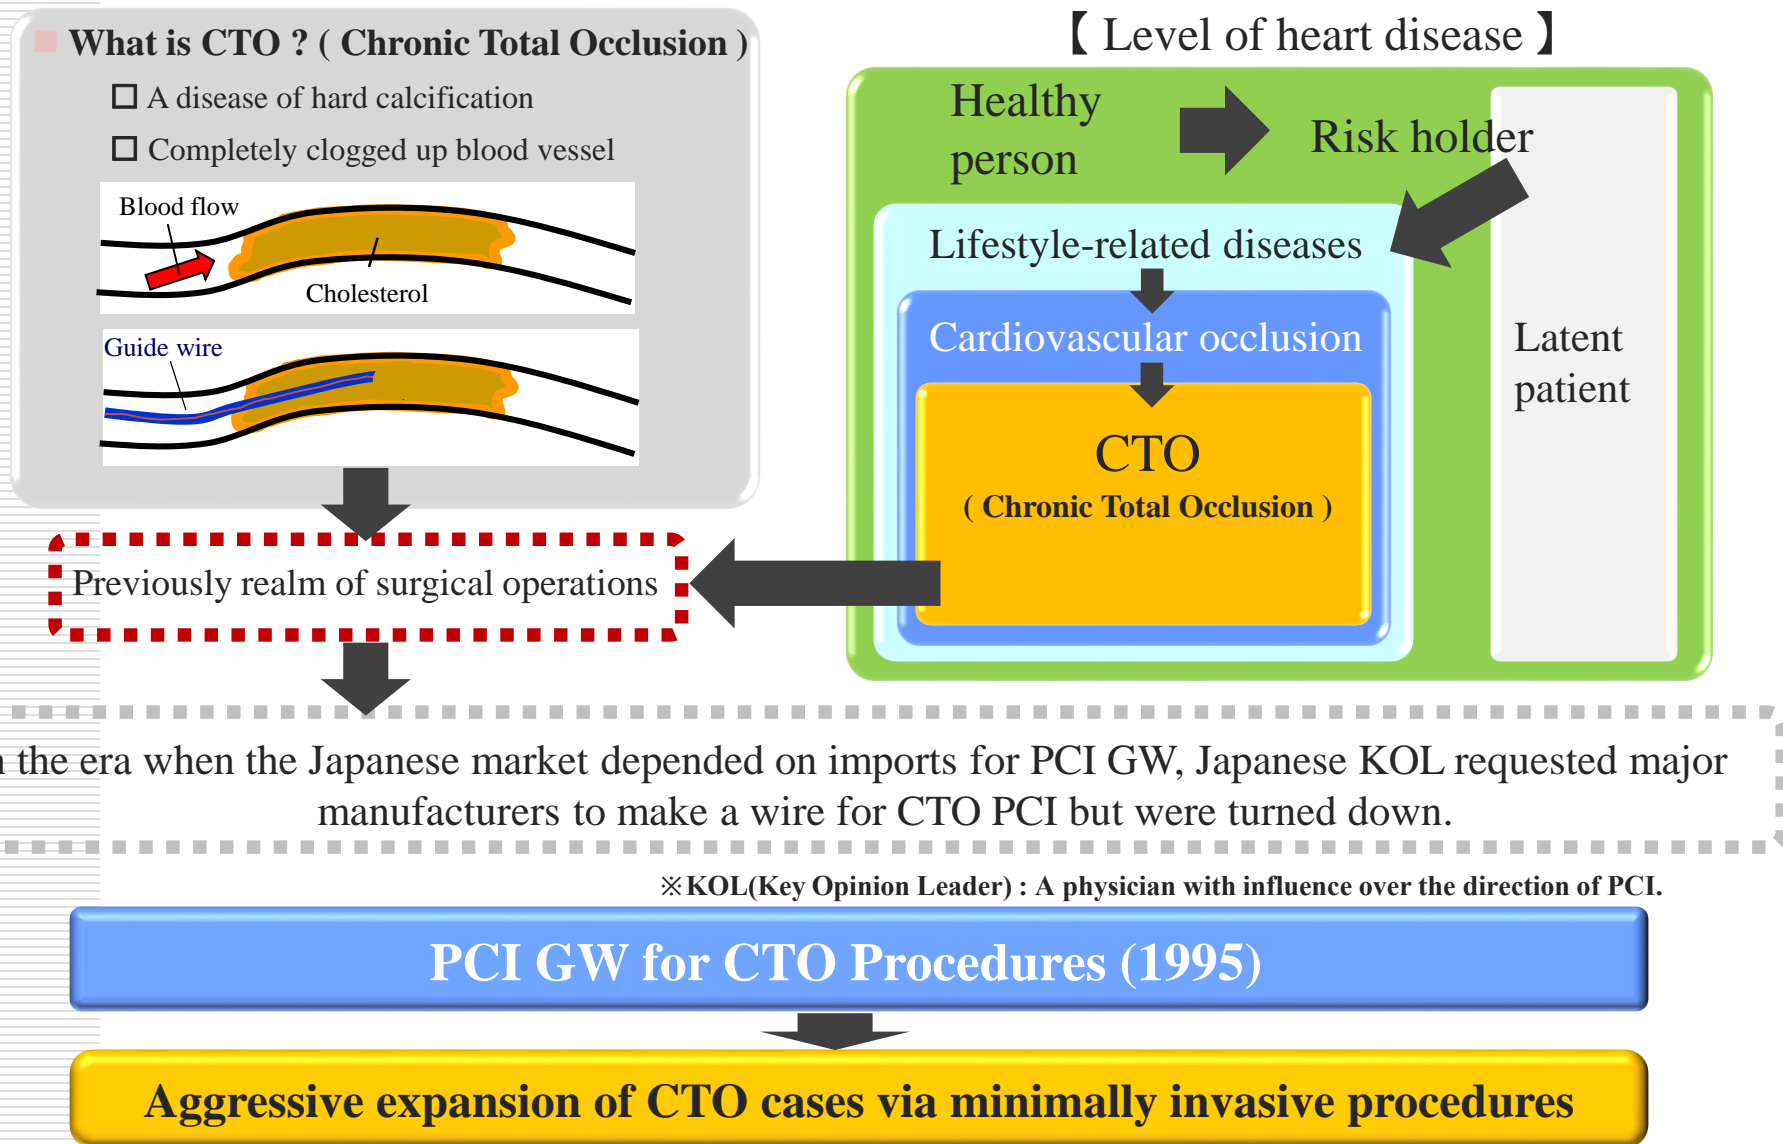 What is CTO ? ( Chronic Total Occlusion )
A disease of hard calcification
Completely clogged up blood vessel
Blood flow
Cholesterol
Guide wire
【 Level of heart disease 】
Healthy
person
Risk holder
Lifestyle-related diseases
Cardiovascular occlusion
CTO
( Chronic Total Occlusion )
Latent
patient
Previously realm of surgical operations
n the era when the Japanese market depended on imports for PCI GW, Japanese KOL requested major
manufacturers to make a wire for CTO PCI but were turned down.
※KOL(Key Opinion Leader) : A physician with influence over the direction of PCI.
PCI GW for CTO Procedures (1995)
Aggressive expansion of CTO cases via minimally invasive procedures